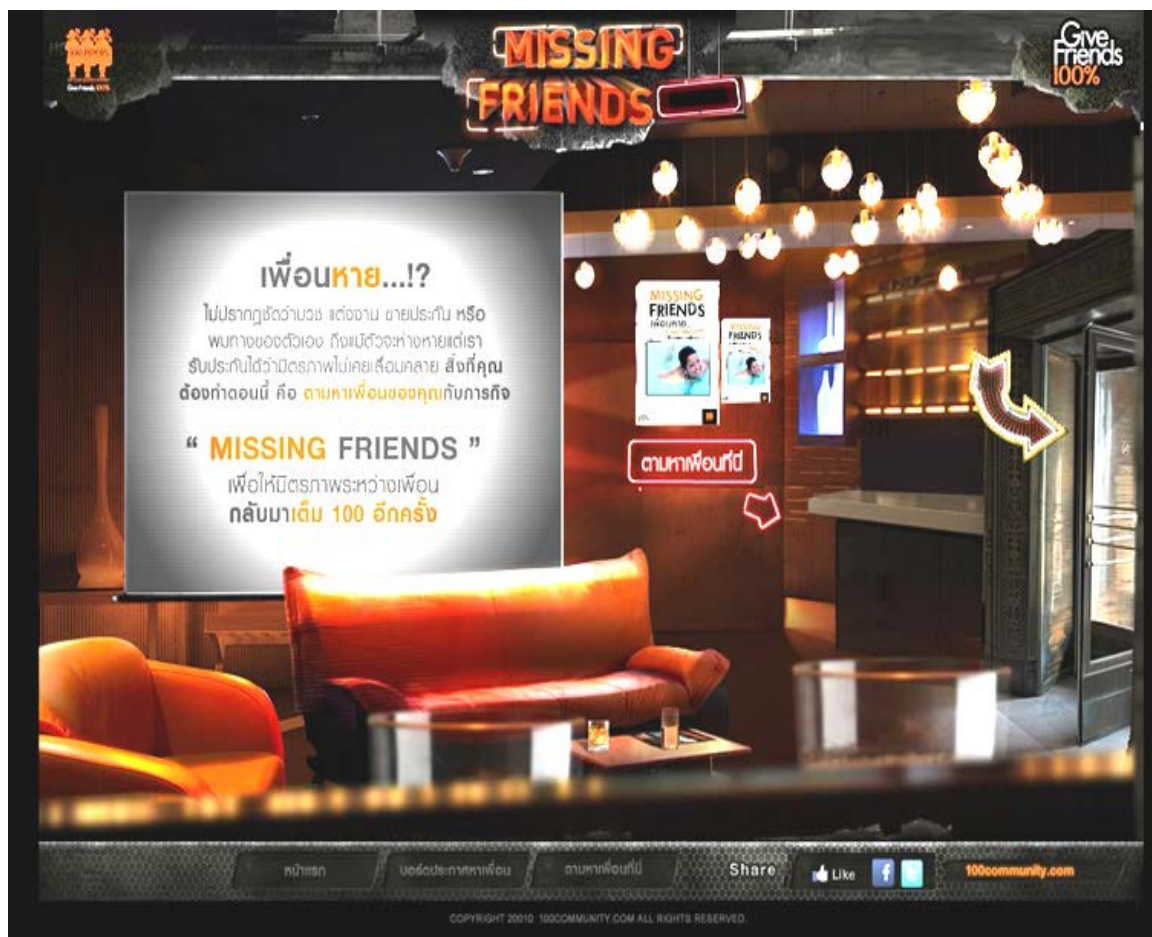 MISSING
FRIENDS
Give
Friends
100%
เพื่อนหาย...!?
ไม่ปรากฏชัดว่าบวช แต่งงาน ขายประกัน หรือ
พบทางของตัวเอง ถึงแม้ตัวจะห่างหายแต่เรา
รับประกันได้ว่ามิตรภาพไม่เคยเสื่อมคลาย สิ่งที่คุณ
ต้องทำตอนนี้ คือ ตามหาเพื่อนของคุณกับภารกิจ
“ MISSING FRIENDS ”
เพื่อให้มิตรภาพระหว่างเพื่อน
กลับมาเต็ม 100 อีกครั้ง
MISSING
FRIENDS
เพื่อนหาย
MISSING
FRIENDS
ตามหาเพื่อนที่นี่
หน้าแรก
บอร์ดประกาศหาเพื่อน
ตามหาเพื่อนที่นี่
Share
Like
100community.com
COPYRIGHT 20010 100COMMUNITY.COM ALL RIGHTS RESERVED.